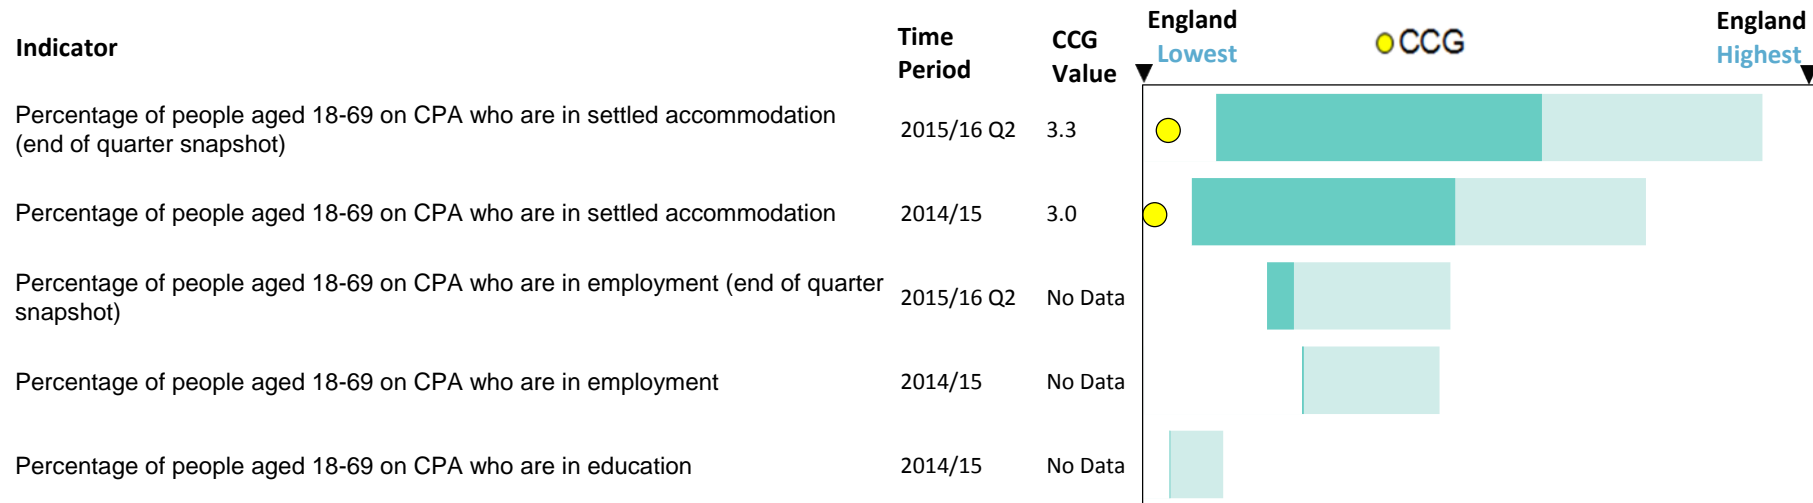 Indicator
Time
Period
CCG
Value
England
Lowest
CCG
England
Highest
Percentage of people aged 18-69 on CPA who are in settled accommodation
(end of quarter snapshot)
2015/16 Q2
3.3
Percentage of people aged 18-69 on CPA who are in settled accommodation
2014/15
3.0
Percentage of people aged 18-69 on CPA who are in employment (end of quarter
snapshot)
2015/16 Q2
No Data
Percentage of people aged 18-69 on CPA who are in employment
2014/15
No Data
Percentage of people aged 18-69 on CPA who are in education
2014/15
No Data